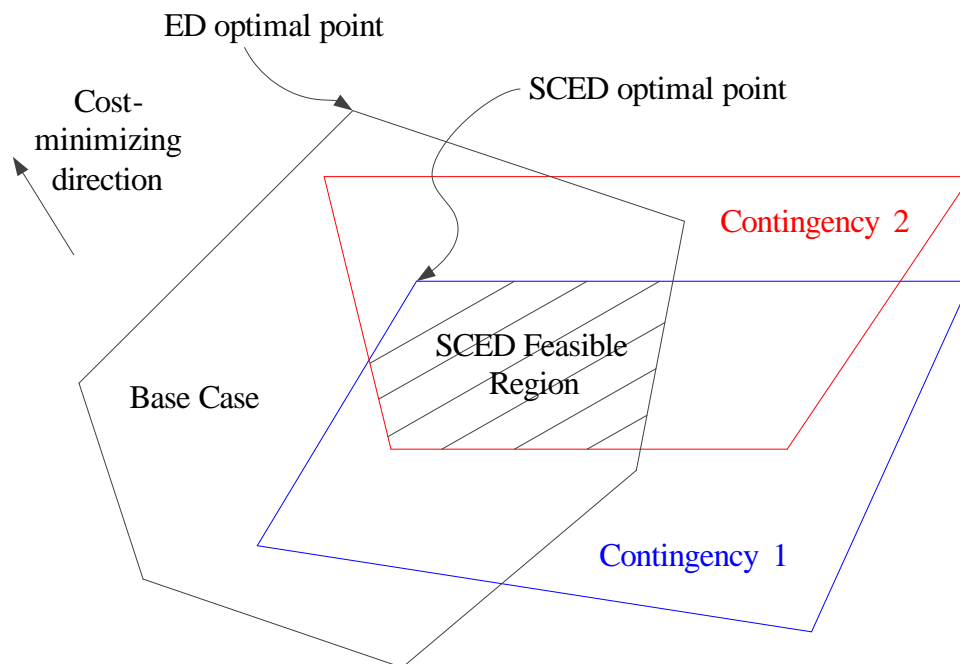 ED optimal point
SCED optimal point
Cost-
minimizing
direction
Contingency 2
SCED Feasible
Region
Base Case
Contingency 1